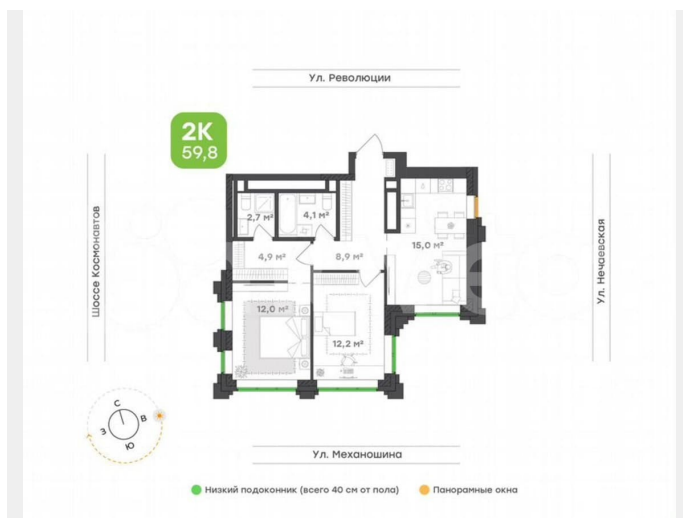 Ул. Революции
2К
59,8
Шоссе Космонавтов
Ул. Нечаевская
2,7 м²
4,1 м²
15,0 м²
4,9 м²
8,9 м²
12,0 м²
12,2 м²
С
В
З
Ю
Ул. Механошина
Низкий подоконник (всего 40 см от пола)
Панорамные окна